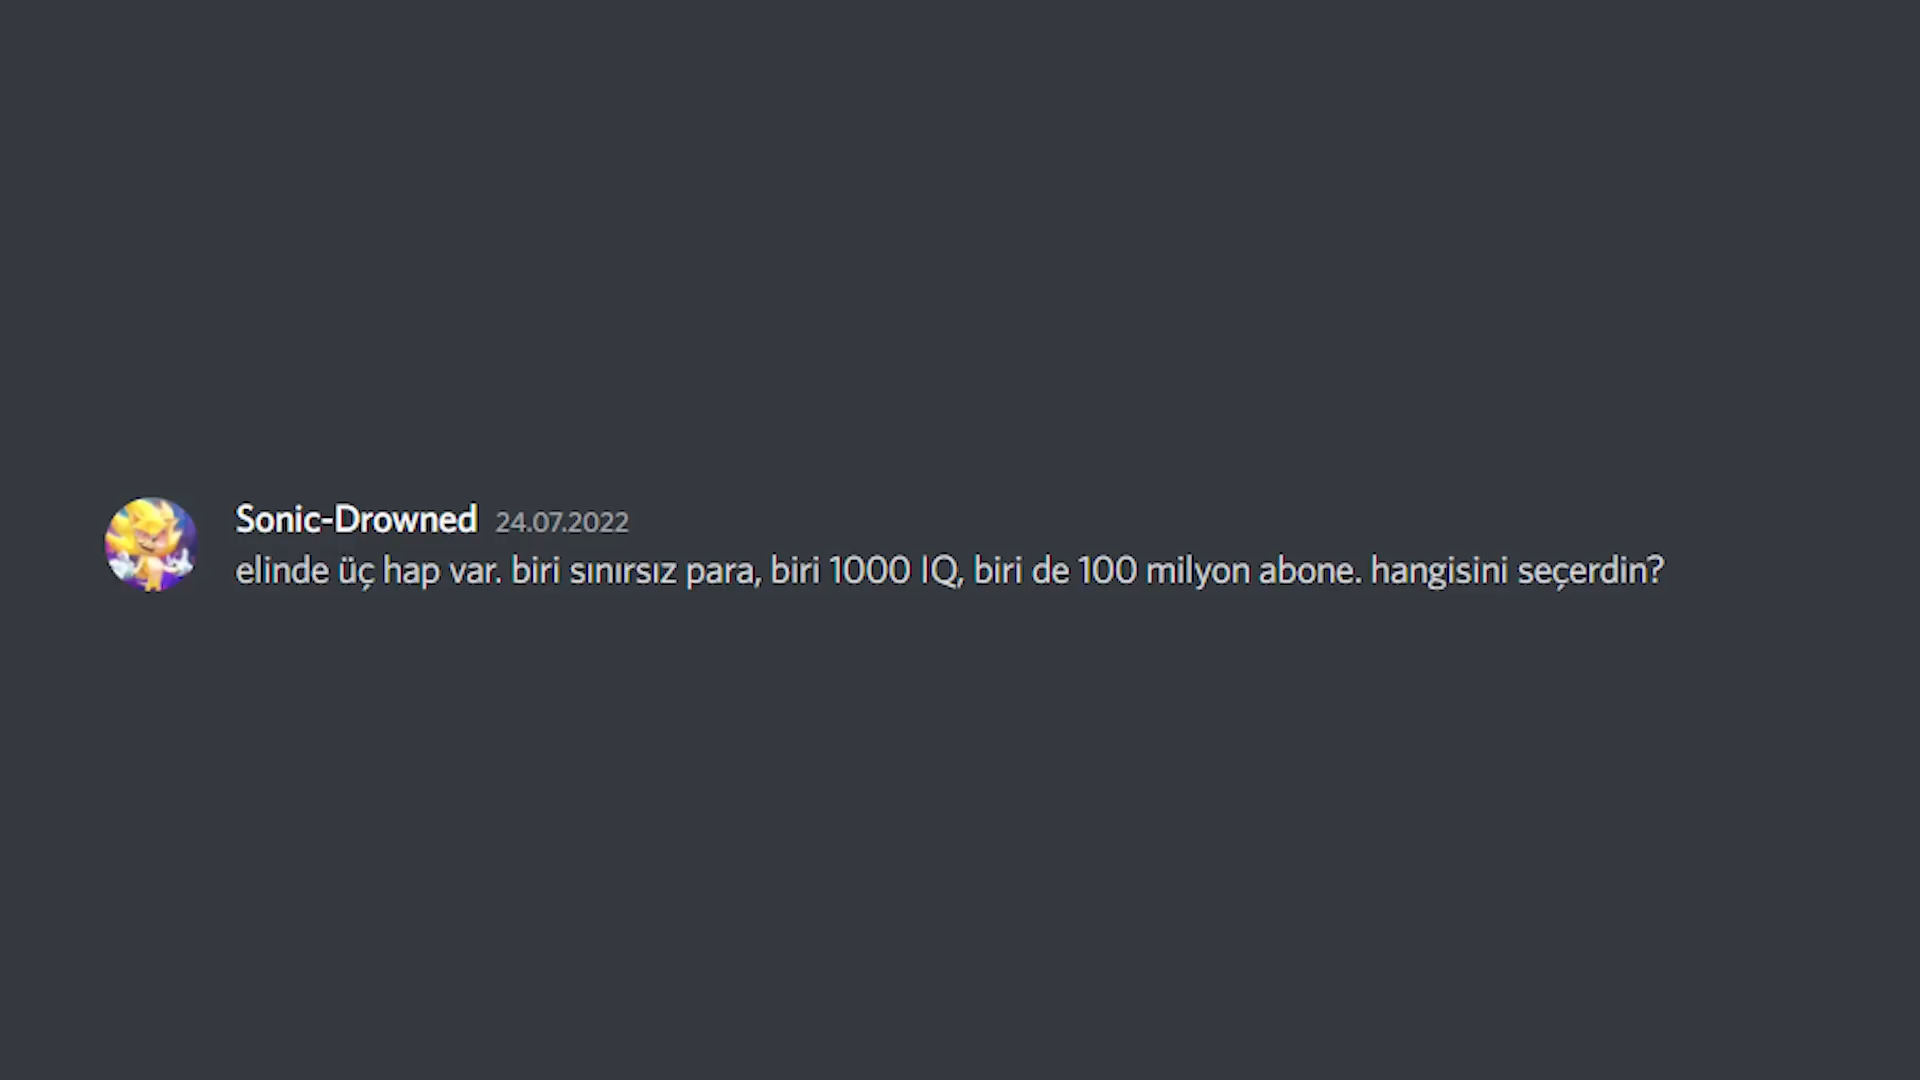 Sonic-Drowned 24.07.2022
elinde üç hap var. biri sınırsız para, biri 1000 IQ, biri de 100 milyon abone. hangisini seçerdin?